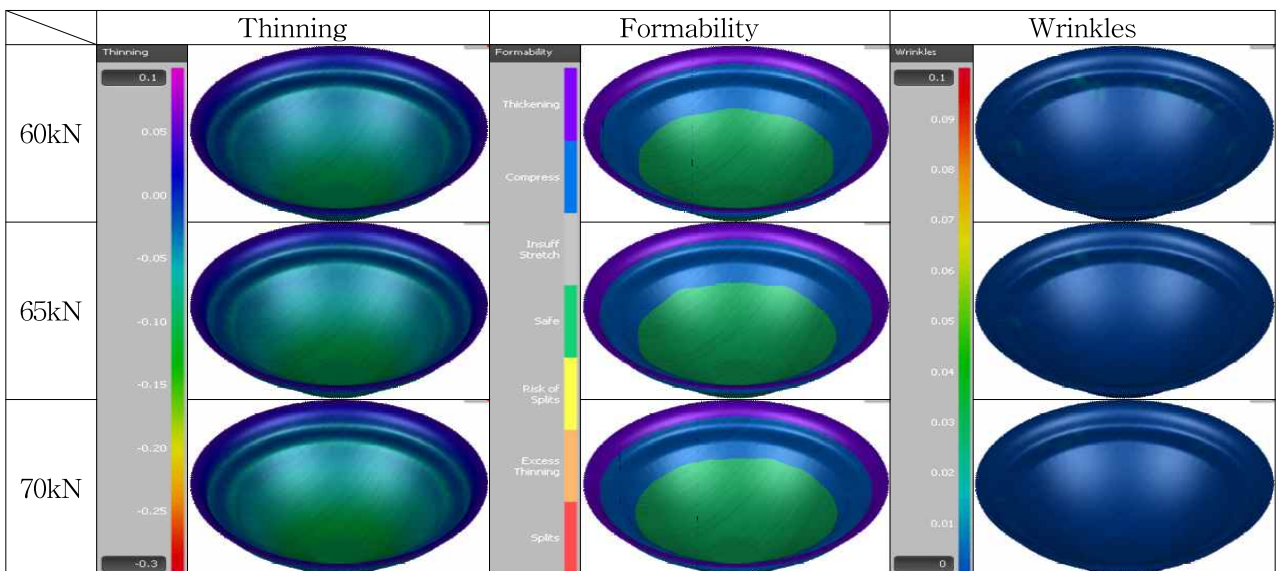 Thinning Formability Wrinkles
60kN
65kN
70kN
Thinning
0.1
0.05
0.00
-0.05
-0.10
-0.15
-0.20
-0.25
-0.3
Formability
Thickening
Compress
Insuff
Stretch
Safe
Risk of
Splits
Excess
Thinning
Splits
Wrinkles
0.1
0.09
0.08
0.07
0.06
0.05
0.04
0.03
0.02
0.01
0